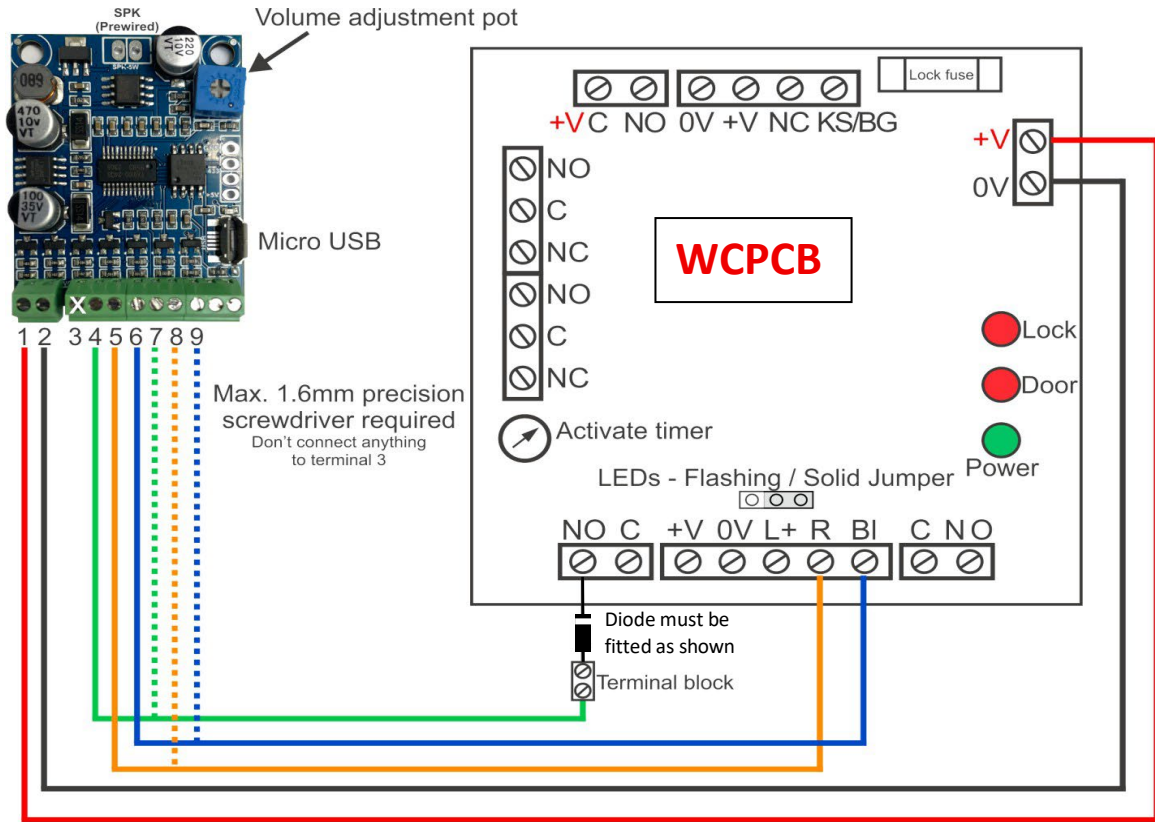 SPK
(Prewired)
Volume adjustment pot
220
10V
VT
SPK-5W
089
470
10v
VT
100
35V
VT
Micro USB
X
1 2 3 4 5 6 7 8 9
Max. 1.6mm precision
screwdriver required
Don't connect anything
to terminal 3
Lock fuse
+V C NO 0V +V NC KS/BG
+V
0V
NO
C
NC
NO
C
NC
WCPCB
Lock
Door
Power
Activate timer
LEDs - Flashing / Solid Jumper
NO C +V 0V L+ R Bl C NO
Diode must be
fitted as shown
Terminal block